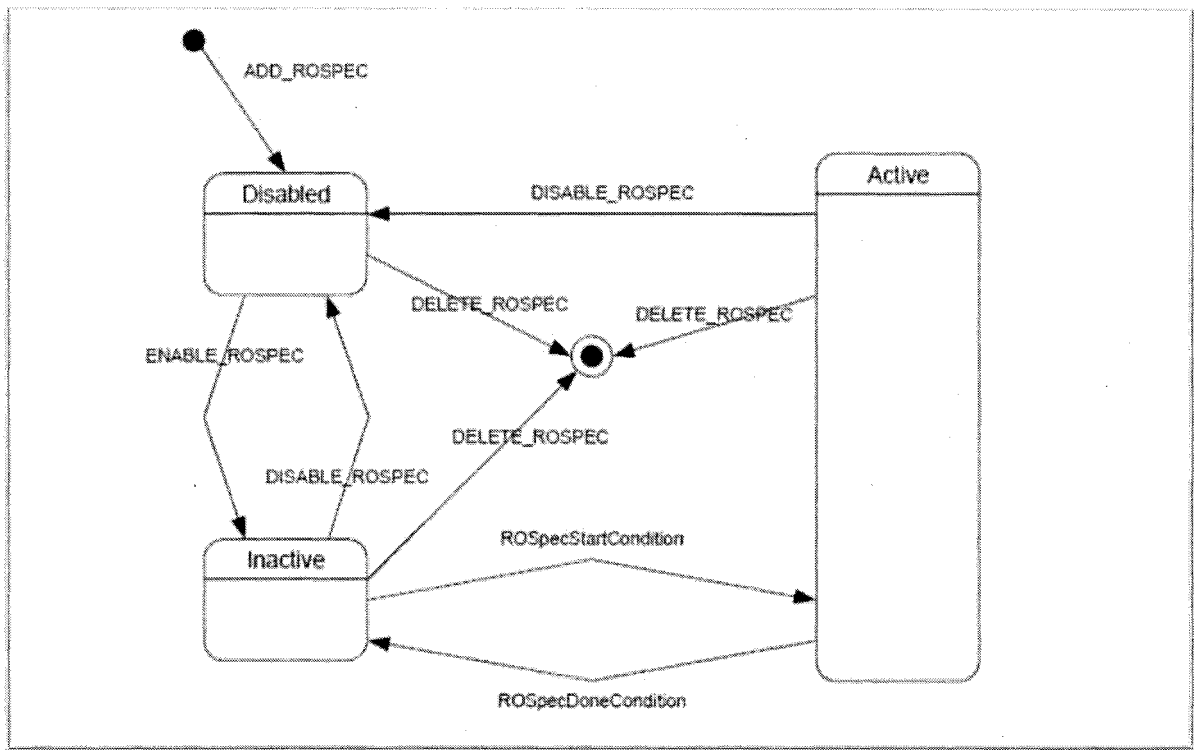 ADD_ROSPEC
Active
Disabled
DISABLE_ROSPEC
DELETE_ROSPEC
DELETE_ROSPEC
ENABLE_ROSPEC
DELETE_ROSPEC
DISABLE_ROSPEC
ROSpecStartCondition
Inactive
ROSpecDoneCondition